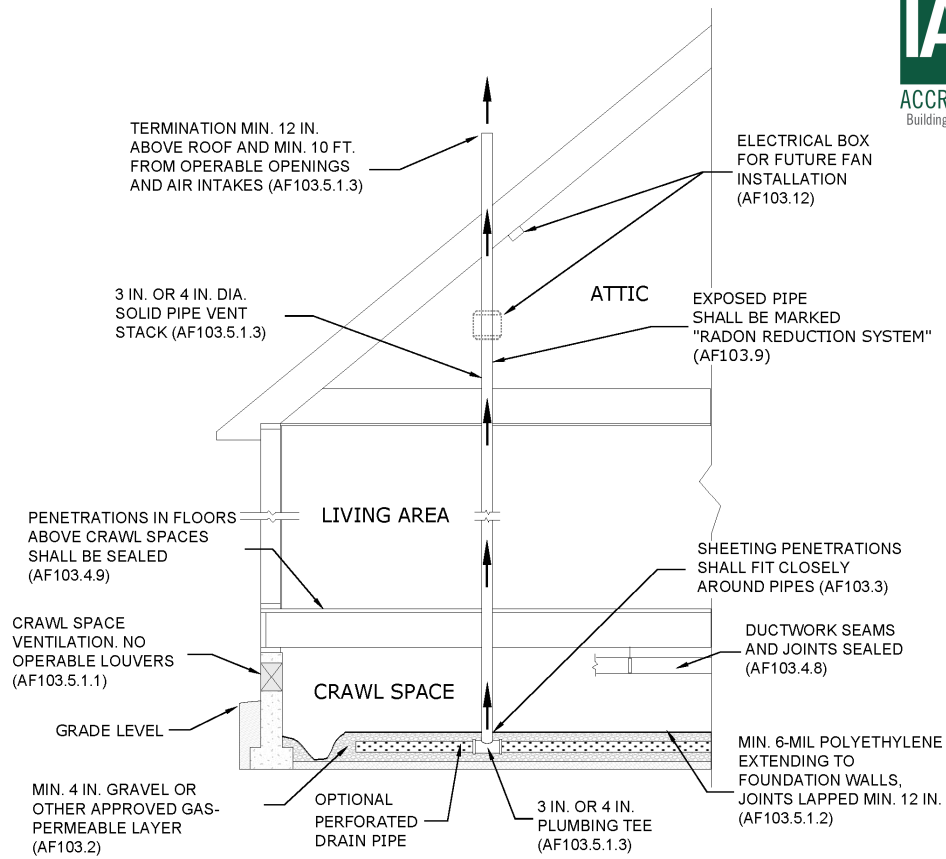 IA
ACCR
Building
TERMINATION MIN. 12 IN.
ABOVE ROOF AND MIN. 10 FT.
FROM OPERABLE OPENINGS
AND AIR INTAKES (AF103.5.1.3)
ELECTRICAL BOX
FOR FUTURE FAN
INSTALLATION
(AF103.12)
3 IN. OR 4 IN. DIA.
SOLID PIPE VENT
STACK (AF103.5.1.3)
ATTIC
EXPOSED PIPE
SHALL BE MARKED
"RADON REDUCTION SYSTEM"
(AF103.9)
PENETRATIONS IN FLOORS
ABOVE CRAWL SPACES
SHALL BE SEALED
(AF103.4.9)
LIVING AREA
SHEETING PENETRATIONS
SHALL FIT CLOSELY
AROUND PIPES (AF103.3)
CRAWL SPACE
VENTILATION. NO
OPERABLE LOUVERS
(AF103.5.1.1)
DUCTWORK SEAMS
AND JOINTS SEALED
(AF103.4.8)
CRAWL SPACE
GRADE LEVEL
MIN. 6-MIL POLYETHYLENE
EXTENDING TO
FOUNDATION WALLS,
JOINTS LAPPED MIN. 12 IN.
(AF103.5.1.2)
MIN. 4 IN. GRAVEL OR
OTHER APPROVED GAS-
PERMEABLE LAYER
(AF103.2)
OPTIONAL
PERFORATED
DRAIN PIPE
3 IN. OR 4 IN.
PLUMBING TEE
(AF103.5.1.3)